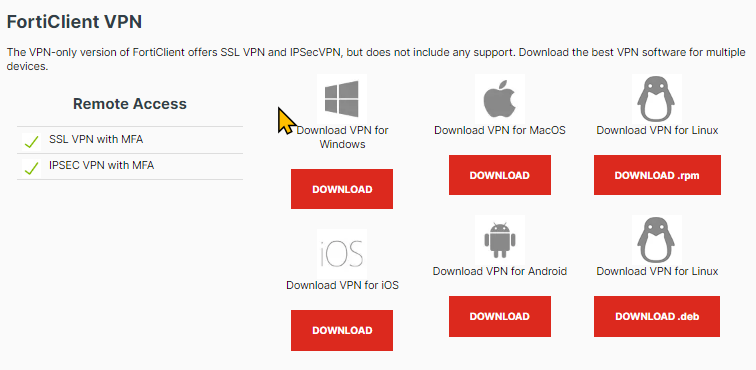 FortiClient VPN
The VPN-only version of FortiClient offers SSL VPN and IPSecVPN, but does not include any support. Download the best VPN software for multiple
devices.
Remote Access
SSL VPN with MFA
IPSEC VPN with MFA
Download VPN for
Windows
DOWNLOAD
Download VPN for MacOS
DOWNLOAD
Download VPN for Linux
DOWNLOAD .rpm
iOS
Download VPN for iOS
DOWNLOAD
Download VPN for Android
DOWNLOAD
Download VPN for Linux
DOWNLOAD .deb